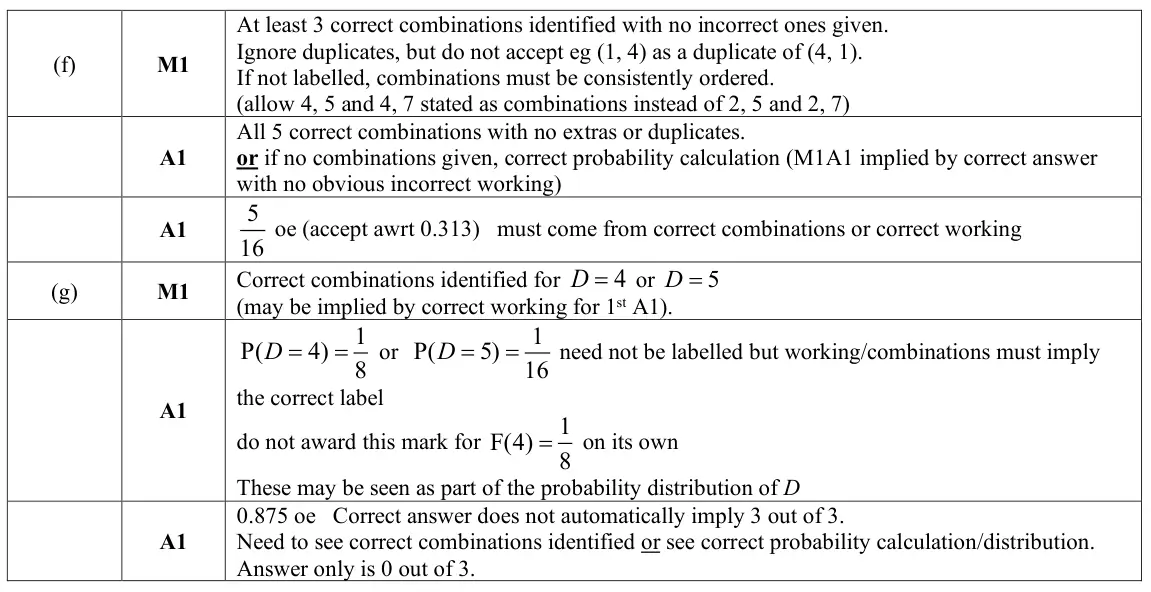 (f) M1 At least 3 correct combinations identified with no incorrect ones given.
Ignore duplicates, but do not accept eg (1, 4) as a duplicate of (4, 1).
If not labelled, combinations must be consistently ordered.
(allow 4, 5 and 4, 7 stated as combinations instead of 2, 5 and 2, 7)
A1 All 5 correct combinations with no extras or duplicates.
or if no combinations given, correct probability calculation (M1A1 implied by correct answer
with no obvious incorrect working)
A1 5/16 oe (accept awrt 0.313) must come from correct combinations or correct working
(g) M1 Correct combinations identified for D = 4 or D = 5
(may be implied by correct working for 1st A1).
A1 P(D = 4) = 1/8 or P(D = 5) = 1/16 need not be labelled but working/combinations must imply
the correct label
do not award this mark for F(4) = 1/8 on its own
These may be seen as part of the probability distribution of D
A1 0.875 oe Correct answer does not automatically imply 3 out of 3.
Need to see correct combinations identified or see correct probability calculation/distribution.
Answer only is 0 out of 3.